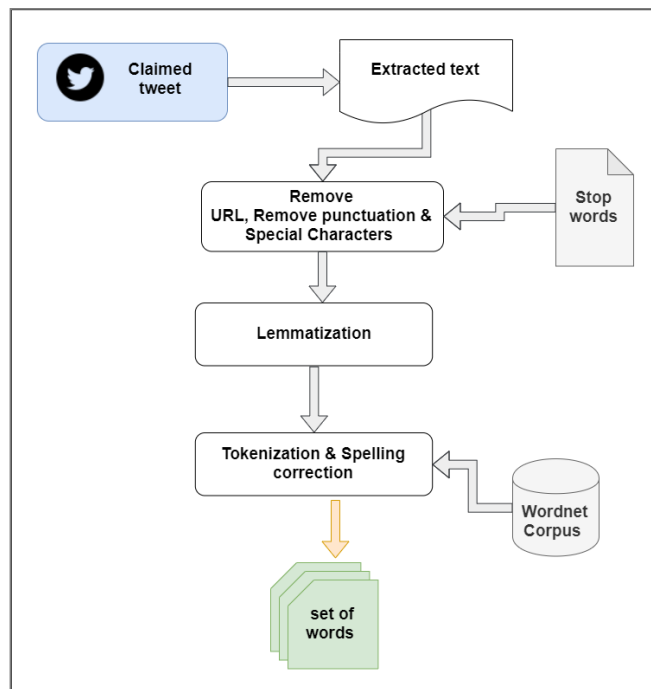 Claimed
tweet
Extracted text
Remove
URL, Remove punctuation &
Special Characters
Stop
words
Lemmatization
Tokenization & Spelling
correction
Wordnet
Corpus
set of
words